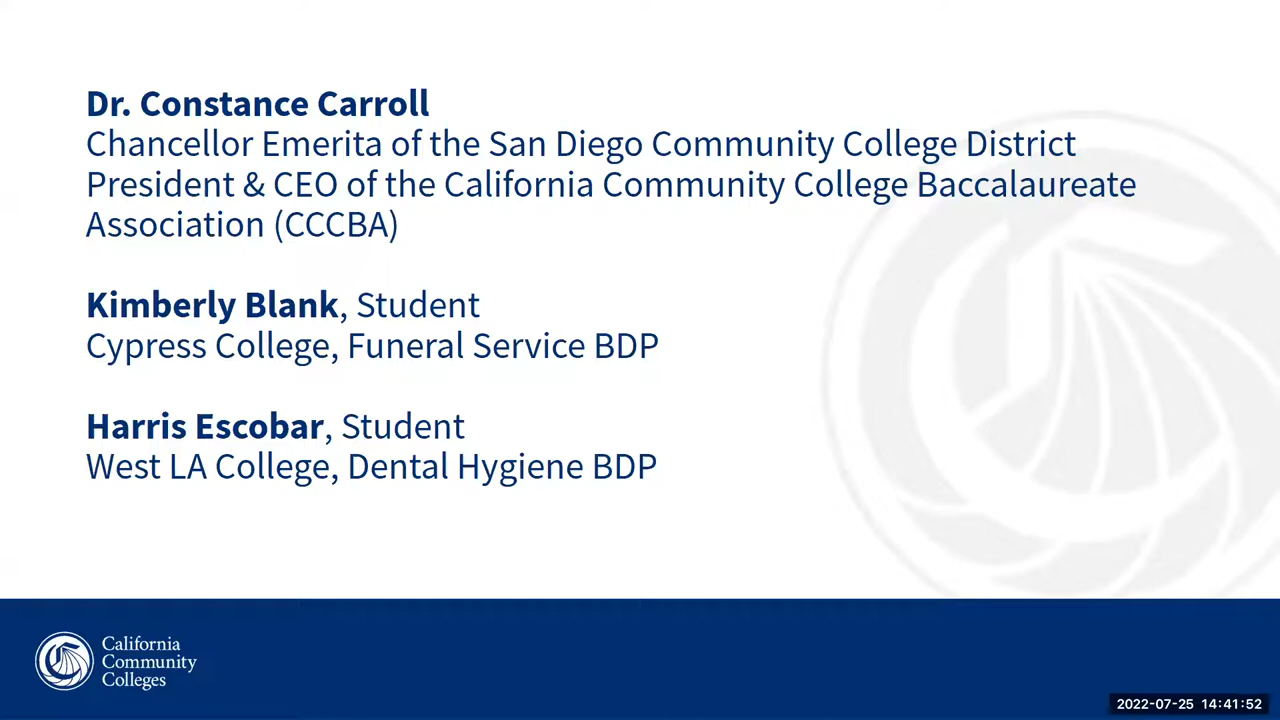 Dr. Constance Carroll
Chancellor Emerita of the San Diego Community College District
President & CEO of the California Community College Baccalaureate
Association (CCCBA)
Kimberly Blank, Student
Cypress College, Funeral Service BDP
Harris Escobar, Student
West LA College, Dental Hygiene BDP
California
Community
Colleges
2022-07-25 14:41:52